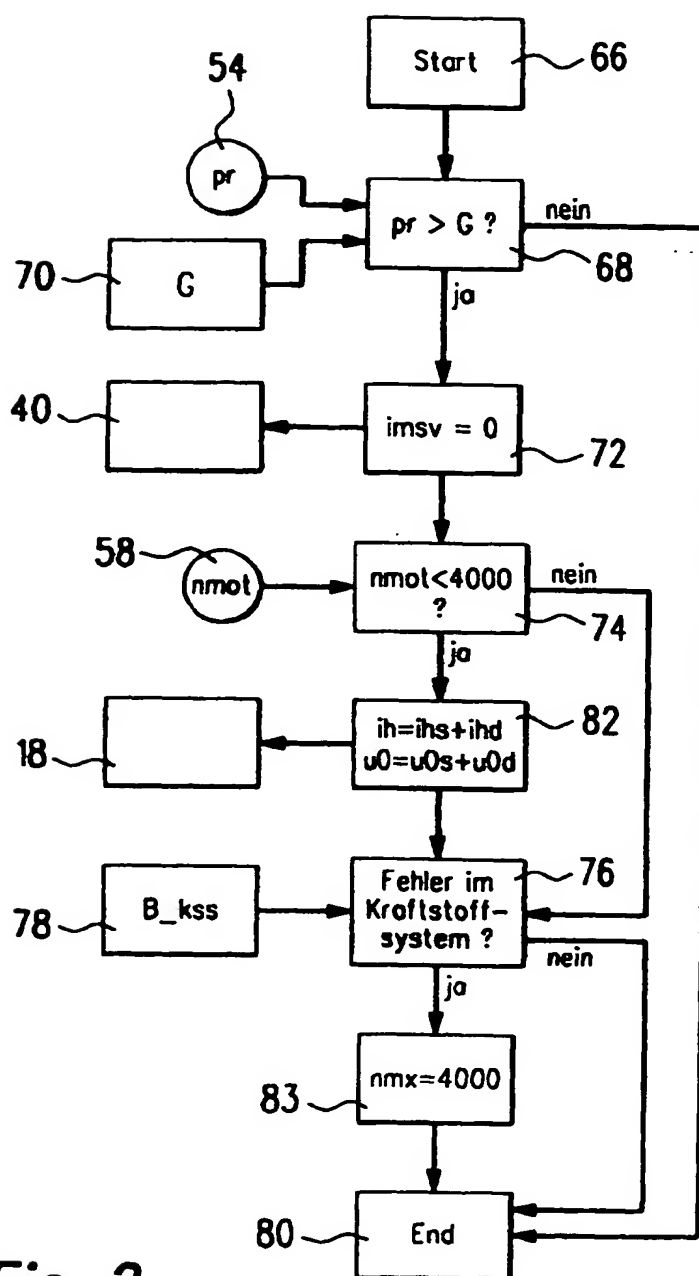 Start
66
54
pr
pr > G ?
nein
68
70
G
ja
40
imsv = 0
72
58
nmot
nmot<4000
?
nein
74
ja
18
ih=ihs+ihd
u0=u0s+u0d
82
78
B_kss
Fehler im
Kraftstoff-
system ?
76
nein
ja
83
nmx=4000
80
End